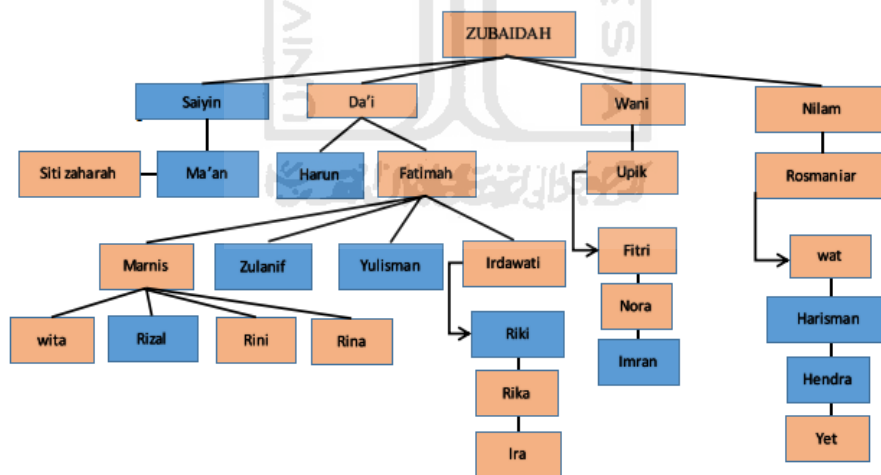 ZUBAIDAH
Saiyin
Da'i
Wani
Nilam
Siti zaharah
Ma'an
Harun
Fatimah
Upik
Rosmaniar
Marnis
Zulanif
Yulisman
Irdawati
Fitri
wat
wita
Rizal
Rini
Rina
Riki
Nora
Harisman
Imran
Rika
Hendra
Ira
Yet